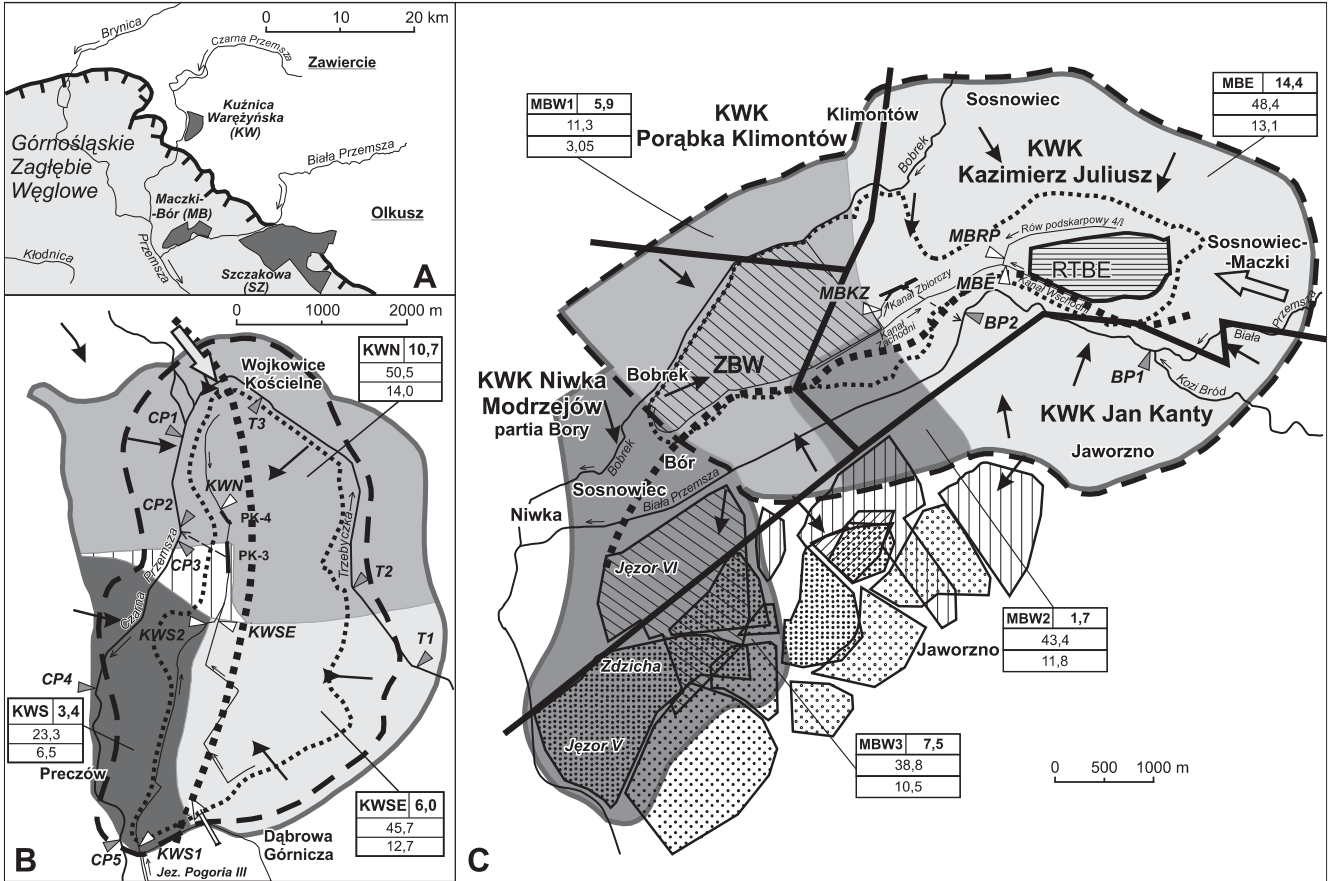 0 10 20 km
Brynica
Czarna Przemsza
Zawiercie
Kuźnica
Warężyńska
(KW)
Górnośląskie
Zagłębie
Węglowe
Biała Przemsza
Maczki-
-Bór (MB)
Olkusz
Kłodnica
Przemsza
Szczakowa
(SZ)
A
0 1000 2000 m
Wojkowice
Kościelne
KWN 10,7
50,5
14,0
CP1
T3
KWN
CP2
PK-4
PK-3
CP3
Czarna Przemsza
Trzebyczka
T2
KWS2
KWSE
T1
CP4
KWS 3,4
23,3
6,5
Preczów
KWSE 6,0
45,7
12,7
Dąbrowa
Górnicza
B
CP5
KWS1
Jez. Pogoria III
MBW1 5,9
11,3
3,05
KWK
Porąbka Klimontów
Klimontów
Sosnowiec
MBE 14,4
48,4
13,1
Bobrek
KWK
Kazimierz Juliusz
MBRP
Rów podskarpowy 4/I
Sosnowiec-
-Maczki
RTBE
MBKZ
Kanał Zbiorczy
MBE
Kanał Wschodni
Kanał
Zachodni
BP2
Przemsza
Biała
BP1
Kozi Bród
ZBW
KWK Niwka
Modrzejów
partia Bory
Bobrek
KWK Jan Kanty
Jaworzno
Bobrek
Bór
Sosnowiec
Biała Przemsza
Niwka
Jęzor VI
MBW2 1,7
43,4
11,8
Jaworzno
Zdzicha
Jęzor V
MBW3 7,5
38,8
10,5
0 500 1000 m
C